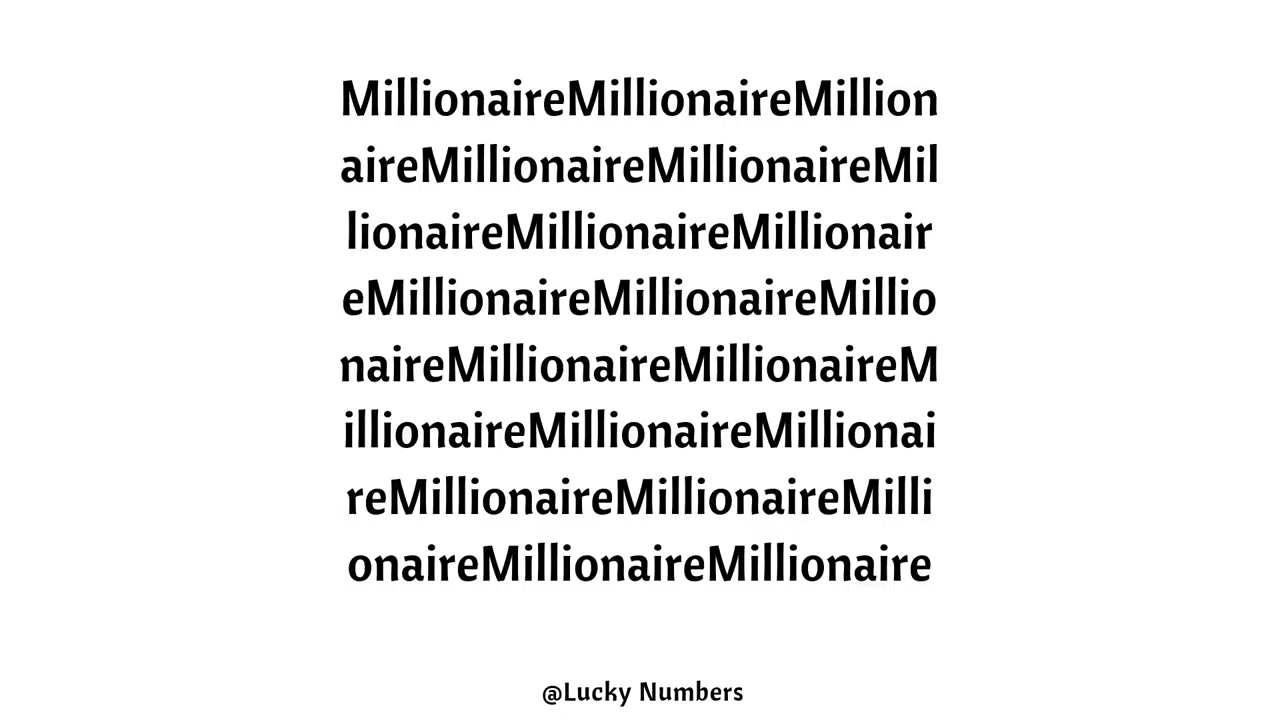 MillionaireMillionaireMillion
aireMillionaireMillionaireMil
lionaireMillionaireMillionair
eMillionaireMillionaireMillio
naireMillionaireMillionaireM
illionaireMillionaireMillionai
reMillionaireMillionaireMilli
onaireMillionaireMillionaire
@Lucky Numbers